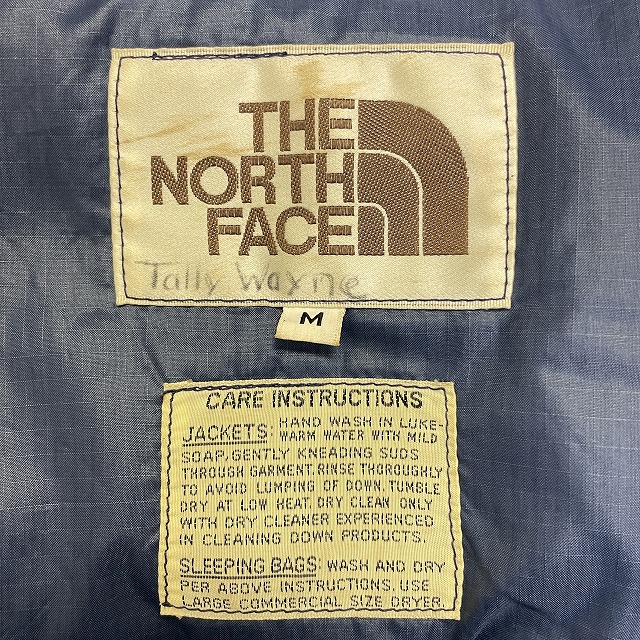 THE
NORTH
FACE
Tally Wayne
M
CARE INSTRUCTIONS
JACKETS: HAND WASH IN LUKE-
WARM WATER WITH MILD
SOAP, GENTLY KNEADING SUDS
THROUGH GARMENT. RINSE THOROUGHLY
TO AVOID LUMPING OF DOWN. TUMBLE
DRY AT LOW HEAT. DRY CLEAN ONLY
WITH DRY CLEANER EXPERIENCED
IN CLEANING DOWN PRODUCTS.
SLEEPING BAGS: WASH AND DRY
PER ABOVE INSTRUCTIONS. USE
LARGE COMMERCIAL SIZE DRYER.